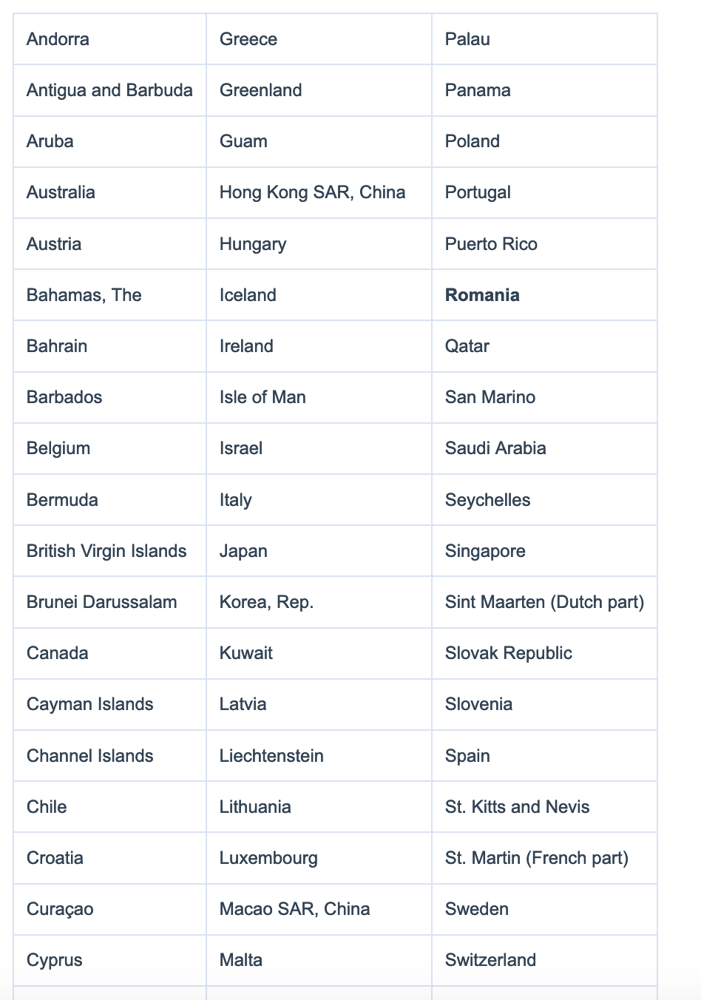 Andorra Greece Palau
Antigua and Barbuda Greenland Panama
Aruba Guam Poland
Australia Hong Kong SAR, China Portugal
Austria Hungary Puerto Rico
Bahamas, The Iceland Romania
Bahrain Ireland Qatar
Barbados Isle of Man San Marino
Belgium Israel Saudi Arabia
Bermuda Italy Seychelles
British Virgin Islands Japan Singapore
Brunei Darussalam Korea, Rep. Sint Maarten (Dutch part)
Canada Kuwait Slovak Republic
Cayman Islands Latvia Slovenia
Channel Islands Liechtenstein Spain
Chile Lithuania St. Kitts and Nevis
Croatia Luxembourg St. Martin (French part)
Curaçao Macao SAR, China Sweden
Cyprus Malta Switzerland